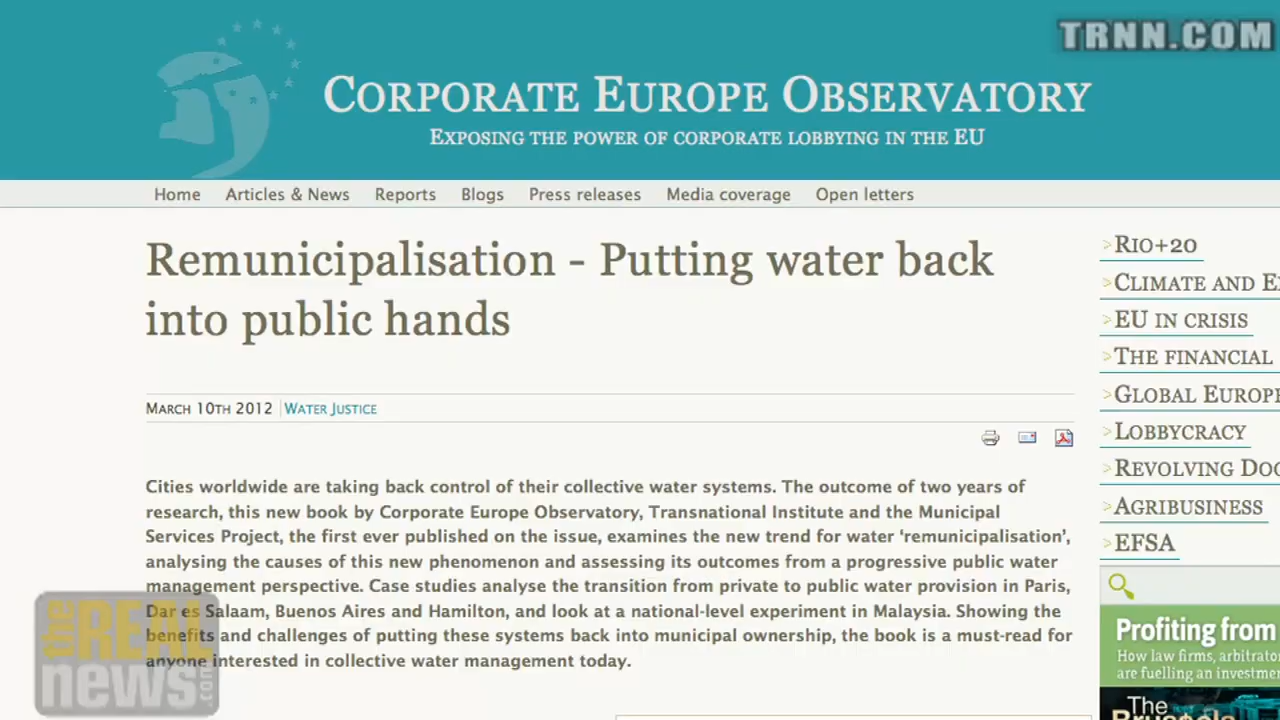 TRNN.COM
CORPORATE EUROPE OBSERVATORY
EXPOSING THE POWER OF CORPORATE LOBBYING IN THE EU
Home Articles & News Reports Blogs Press releases Media coverage Open letters
Remunicipalisation - Putting water back
into public hands
MARCH 10TH 2012 WATER JUSTICE
Cities worldwide are taking back control of their collective water systems. The outcome of two years of
research, this new book by Corporate Europe Observatory, Transnational Institute and the Municipal
Services Project, the first ever published on the issue, examines the new trend for water ‘remunicipalisation’,
analysing the causes of this new phenomenon and assessing its outcomes from a progressive public water
management perspective. Case studies analyse the transition from private to public water provision in Paris,
Dar es Salaam, Buenos Aires and Hamilton, and look at a national-level experiment in Malaysia. Showing the
benefits and challenges of putting these systems back into municipal ownership, the book is a must-read for
anyone interested in collective water management today.
>RIO+20
>CLIMATE AND
>EU IN CRISIS
>THE FINANCIAL
>GLOBAL EUROPE
>LOBBYCRACY
>REVOLVING
>AGRIBUSINESS
>EFSA
Profiting from
How law firms,
are fuelling an
The
the REAL
news.com